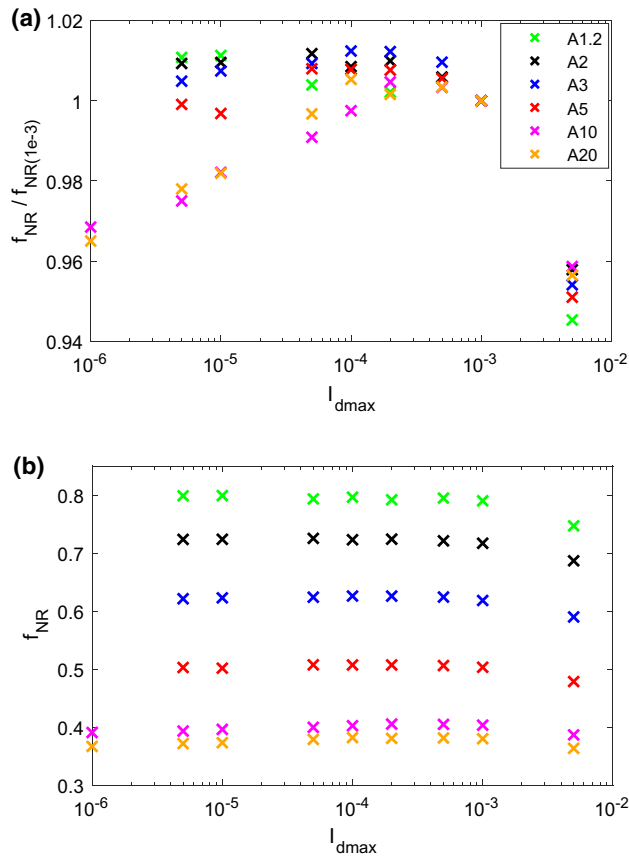 (a)
1.02
1
0.98
0.96
0.94
f_NR / f_NR(1e-3)
A1.2
A2
A3
A5
A10
A20
10^-6
10^-5
10^-4
10^-3
10^-2
I_dmax
(b)
0.8
0.7
0.6
0.5
0.4
0.3
f_NR
10^-6
10^-5
10^-4
10^-3
10^-2
I_dmax